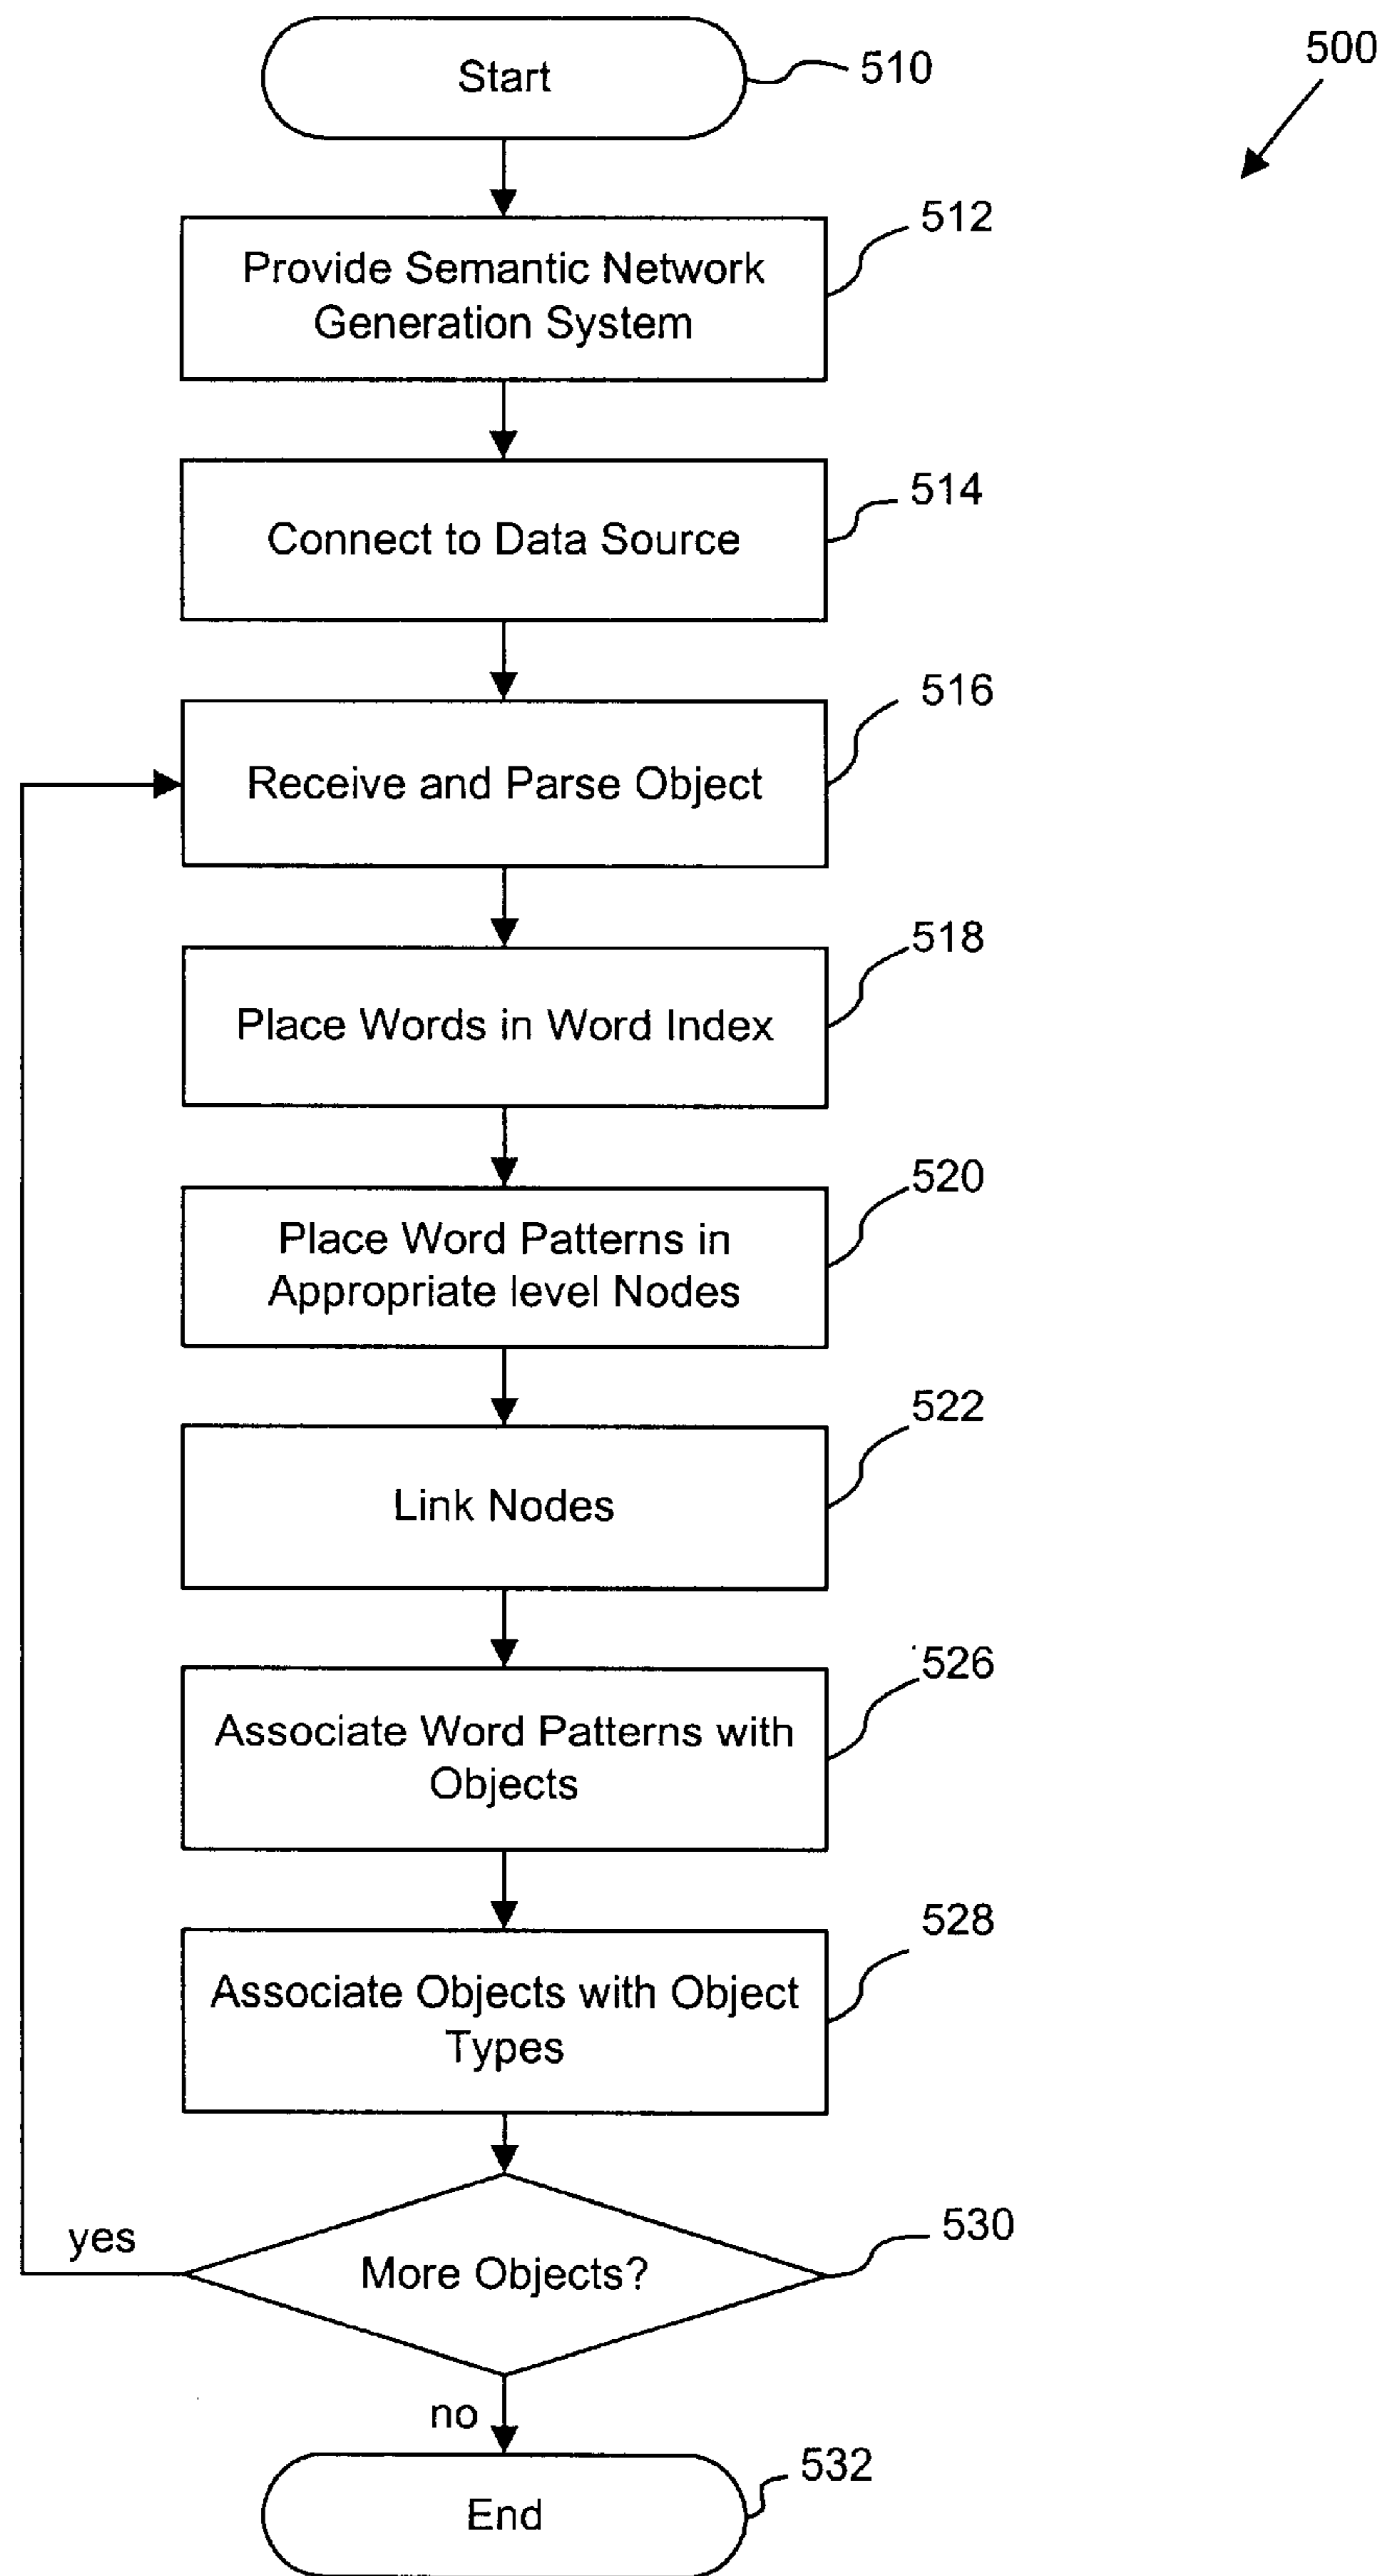 500
Start
510
Provide Semantic Network
Generation System
512
Connect to Data Source
514
Receive and Parse Object
516
Place Words in Word Index
518
Place Word Patterns in
Appropriate level Nodes
520
Link Nodes
522
Associate Word Patterns with
Objects
526
Associate Objects with Object
Types
528
More Objects?
530
yes
no
End
532